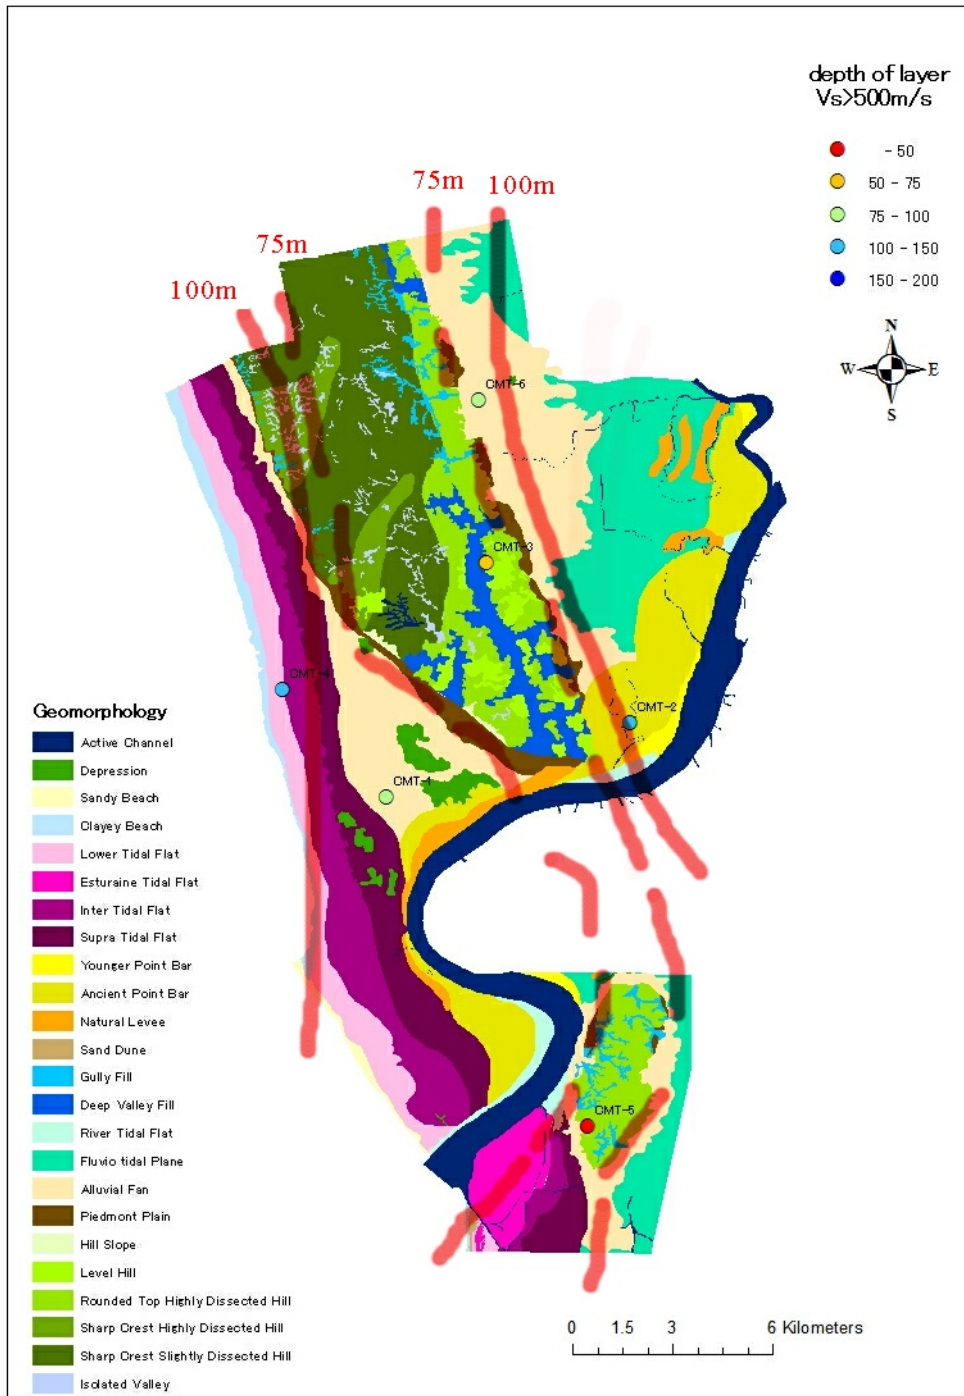 depth of layer
Vs>500m/s
- 50
50 - 75
75 - 100
100 - 150
150 - 200
75m
100m
75m
100m
N
W
E
S
CMT-6
CMT-3
CMT-4
CMT-2
CMT-1
CMT-5
Geomorphology
Active Channel
Depression
Sandy Beach
Clayey Beach
Lower Tidal Flat
Esturaine Tidal Flat
Inter Tidal Flat
Supra Tidal Flat
Younger Point Bar
Ancient Point Bar
Natural Levee
Sand Dune
Gully Fill
Deep Valley Fill
River Tidal Flat
Fluvio tidal Plane
Alluvial Fan
Piedmont Plain
Hill Slope
Level Hill
Rounded Top Highly Dissected Hill
Sharp Crest Highly Dissected Hill
Sharp Crest Slightly Dissected Hill
Isolated Valley
0 1.5 3 6 Kilometers